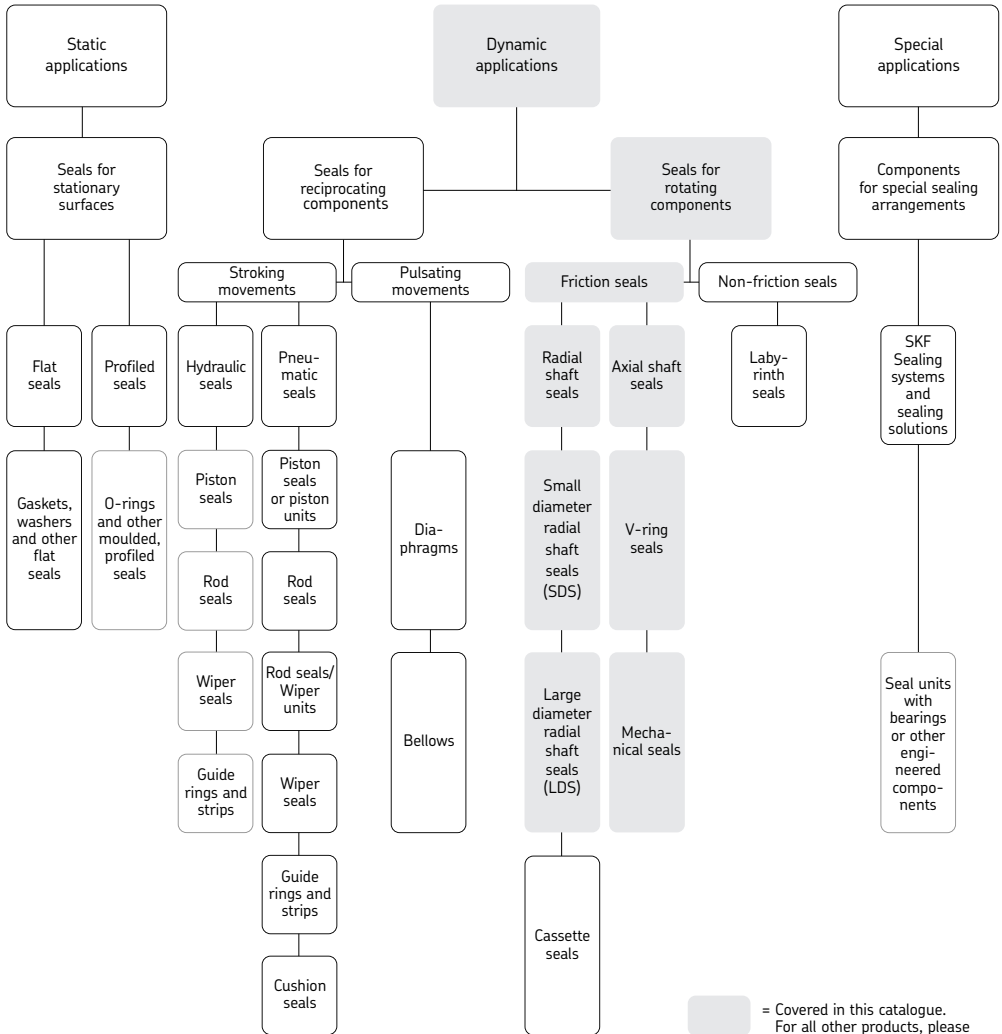 Static
applications
Dynamic
applications
Special
applications
Seals for
stationary
surfaces
Seals for
reciprocating
components
Seals for
rotating
components
Components
for special sealing
arrangements
Stroking
movements
Pulsating
movements
Friction seals
Non-friction seals
Flat
seals
Profiled
seals
Hydraulic
seals
Pneu-
matic
seals
Radial
shaft
seals
Axial shaft
seals
Laby-
rinth
seals
SKF
Sealing
systems
and
sealing
solutions
Gaskets,
washers
and other
flat
seals
O-rings
and other
moulded,
profiled
seals
Piston
seals
Piston
seals
or piston
units
Dia-
phragms
Small
diameter
radial
shaft
seals
(SDS)
V-ring
seals
Rod
seals
Rod
seals
Wiper
seals
Rod seals/
Wiper
units
Bellows
Large
diameter
radial
shaft
seals
(LDS)
Mecha-
nical seals
Seal units
with
bearings
or other
engi-
neered
compo-
nents
Guide
rings and
strips
Wiper
seals
Guide
rings and
strips
Cassette
seals
Cushion
seals
= Covered in this catalogue.
For all other products, please